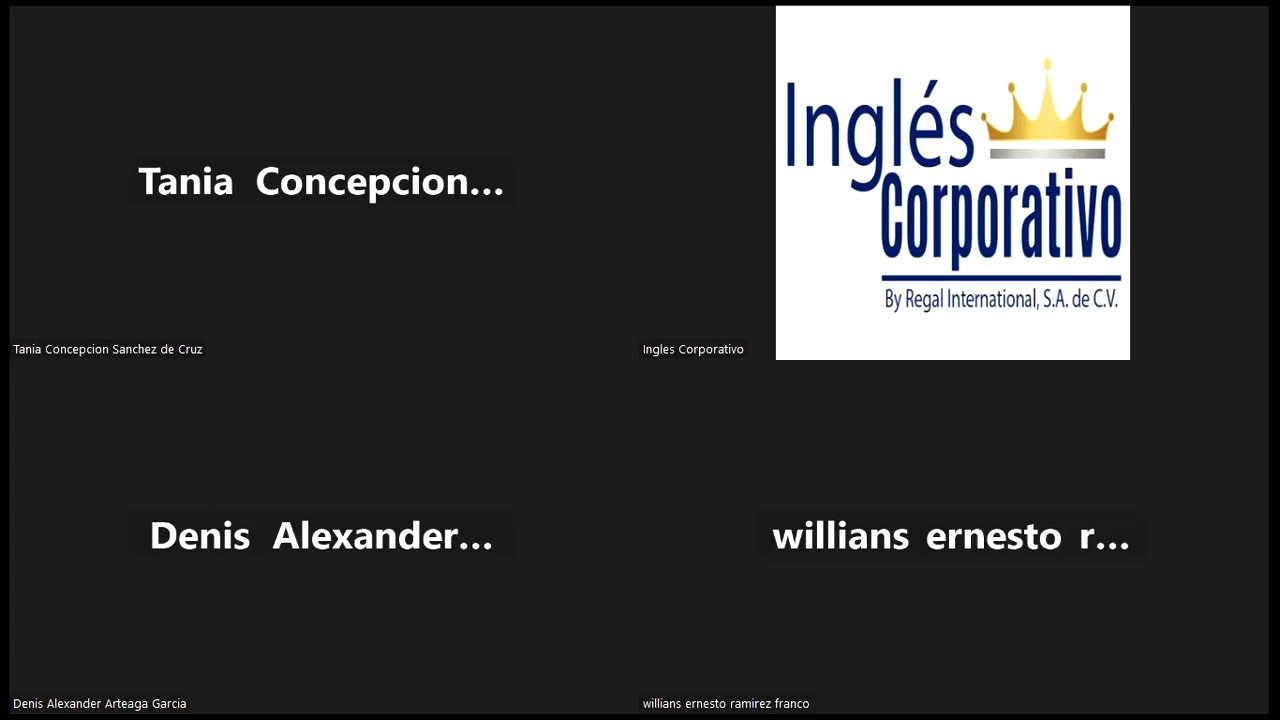 Tania Concepcion...
Tania Concepcion Sanchez de Cruz
Inglés
Corporativo
By Regal International, S.A. de C.V.
Ingles Corporativo
Denis Alexander...
Denis Alexander Arteaga Garcia
willians ernesto r...
willians ernesto ramirez franco